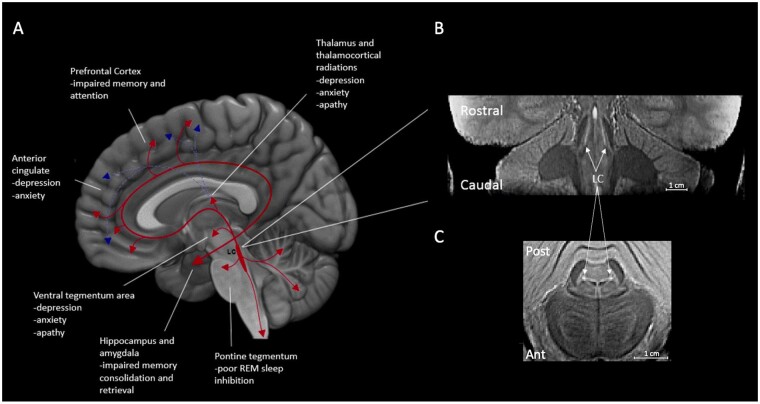 A
Prefrontal Cortex
-impaired memory and
attention
Thalamus and
thalamocortical
radiations
-depression
-anxiety
-apathy
Anterior
cingulate
-depression
-anxiety
LC
Ventral tegmentum area
-depression
-anxiety
-apathy
Hippocampus and
amygdala
-impaired memory
consolidation and
retrieval
Pontine tegmentum
-poor REM sleep
inhibition
B
Rostral
Caudal
LC
1 cm
C
Post
Ant
1 cm